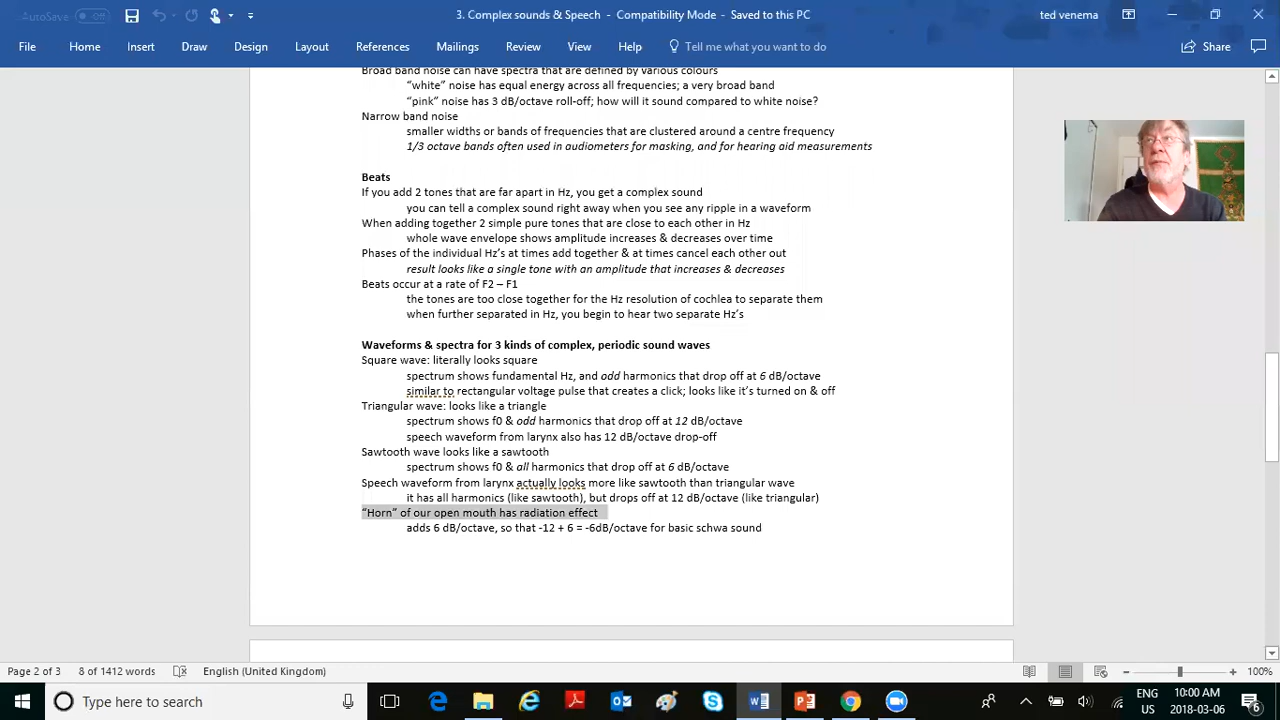 AutoSave Off
3. Complex sounds & Speech - Compatibility Mode - Saved to this PC
ted venema
File Home Insert Draw Design Layout References Mailings Review View Help Tell me what you want to do Share
Broad band noise can have spectra that are defined by various colours
“white” noise has equal energy across all frequencies; a very broad band
“pink” noise has 3 dB/octave roll-off; how will it sound compared to white noise?
Narrow band noise
smaller widths or bands of frequencies that are clustered around a centre frequency
1/3 octave bands often used in audiometers for masking, and for hearing aid measurements
Beats
If you add 2 tones that are far apart in Hz, you get a complex sound
you can tell a complex sound right away when you see any ripple in a waveform
When adding together 2 simple pure tones that are close to each other in Hz
whole wave envelope shows amplitude increases & decreases over time
Phases of the individual Hz’s at times add together & at times cancel each other out
result looks like a single tone with an amplitude that increases & decreases
Beats occur at a rate of F2 – F1
the tones are too close together for the Hz resolution of cochlea to separate them
when further separated in Hz, you begin to hear two separate Hz’s
Waveforms & spectra for 3 kinds of complex, periodic sound waves
Square wave: literally looks square
spectrum shows fundamental Hz, and odd harmonics that drop off at 6 dB/octave
similar to rectangular voltage pulse that creates a click; looks like it’s turned on & off
Triangular wave: looks like a triangle
spectrum shows f0 & odd harmonics that drop off at 12 dB/octave
speech waveform from larynx also has 12 dB/octave drop-off
Sawtooth wave looks like a sawtooth
spectrum shows f0 & all harmonics that drop off at 6 dB/octave
Speech waveform from larynx actually looks more like sawtooth than triangular wave
it has all harmonics (like sawtooth), but drops off at 12 dB/octave (like triangular)
“Horn” of our open mouth has radiation effect
adds 6 dB/octave, so that -12 + 6 = -6dB/octave for basic schwa sound
Page 2 of 3 8 of 1412 words English (United Kingdom) 100%
Type here to search
ENG 10:00 AM
US 2018-03-06 6